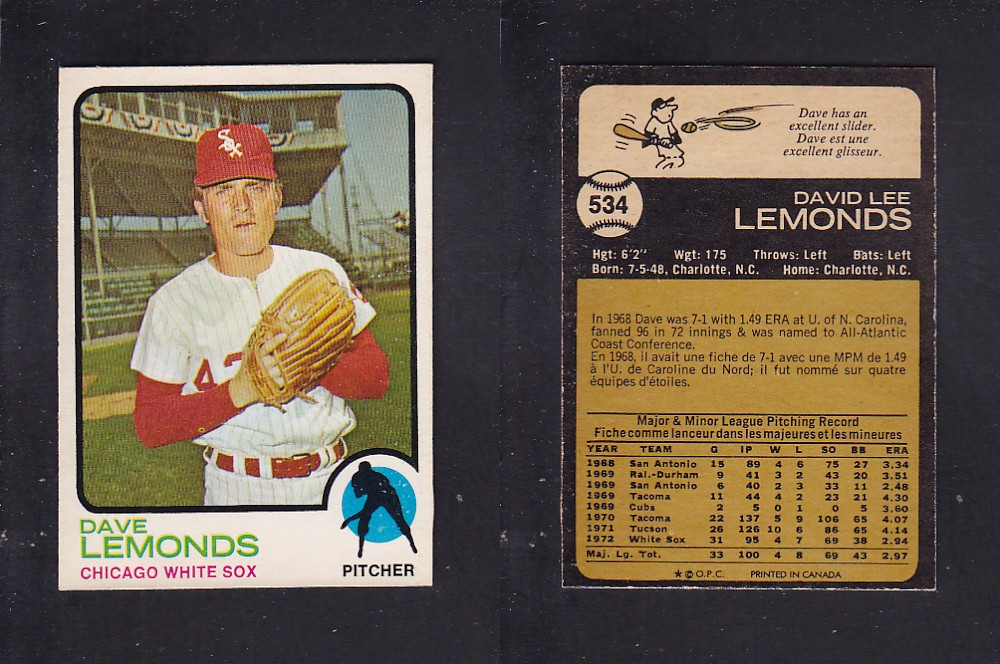 SOX
42
DAVE
LEMONDS
CHICAGO WHITE SOX
PITCHER
Dave has an
excellent slider.
Dave est une
excellent glisseur.
534
DAVID LEE
LEMONDS
Hgt: 6'2" Wgt: 175 Throws: Left Bats: Left
Born: 7-5-48, Charlotte, N.C. Home: Charlotte, N.C.
In 1968 Dave was 7-1 with 1.49 ERA at U. of N. Carolina,
fanned 96 in 72 innings & was named to All-Atlantic
Coast Conference.
En 1968, il avait une fiche de 7-1 avec une MPM de 1.49
à l'U. de Caroline du Nord; il fut nommé sur quatre
équipes d'étoiles.
Major & Minor League Pitching Record
Fiche comme lanceur dans les majeures et les mineures
YEAR TEAM G IP W L SO BB ERA
1968 San Antonio 15 89 4 6 75 27 3.34
1969 Ral.-Durham 9 41 3 2 43 20 3.51
1969 San Antonio 6 40 2 3 33 11 2.48
1969 Tacoma 11 44 4 2 23 21 4.30
1969 Cubs 2 5 0 1 0 5 3.60
1970 Tacoma 22 137 5 9 106 65 4.07
1971 Tucson 26 126 10 6 86 65 4.14
1972 White Sox 31 95 4 7 69 38 2.94
Maj. Lg. Tot. 33 100 4 8 69 43 2.97
★ © O.P.C. PRINTED IN CANADA